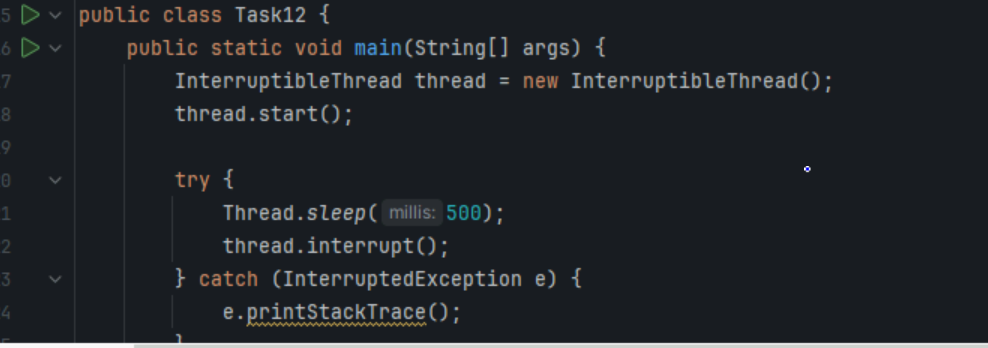 5 public class Task12 {
6 public static void main(String[] args) {
7 InterruptibleThread thread = new InterruptibleThread();
8 thread.start();
9
0 try {
1 Thread.sleep( millis: 500);
2 thread.interrupt();
3 } catch (InterruptedException e) {
4 e.printStackTrace();
}